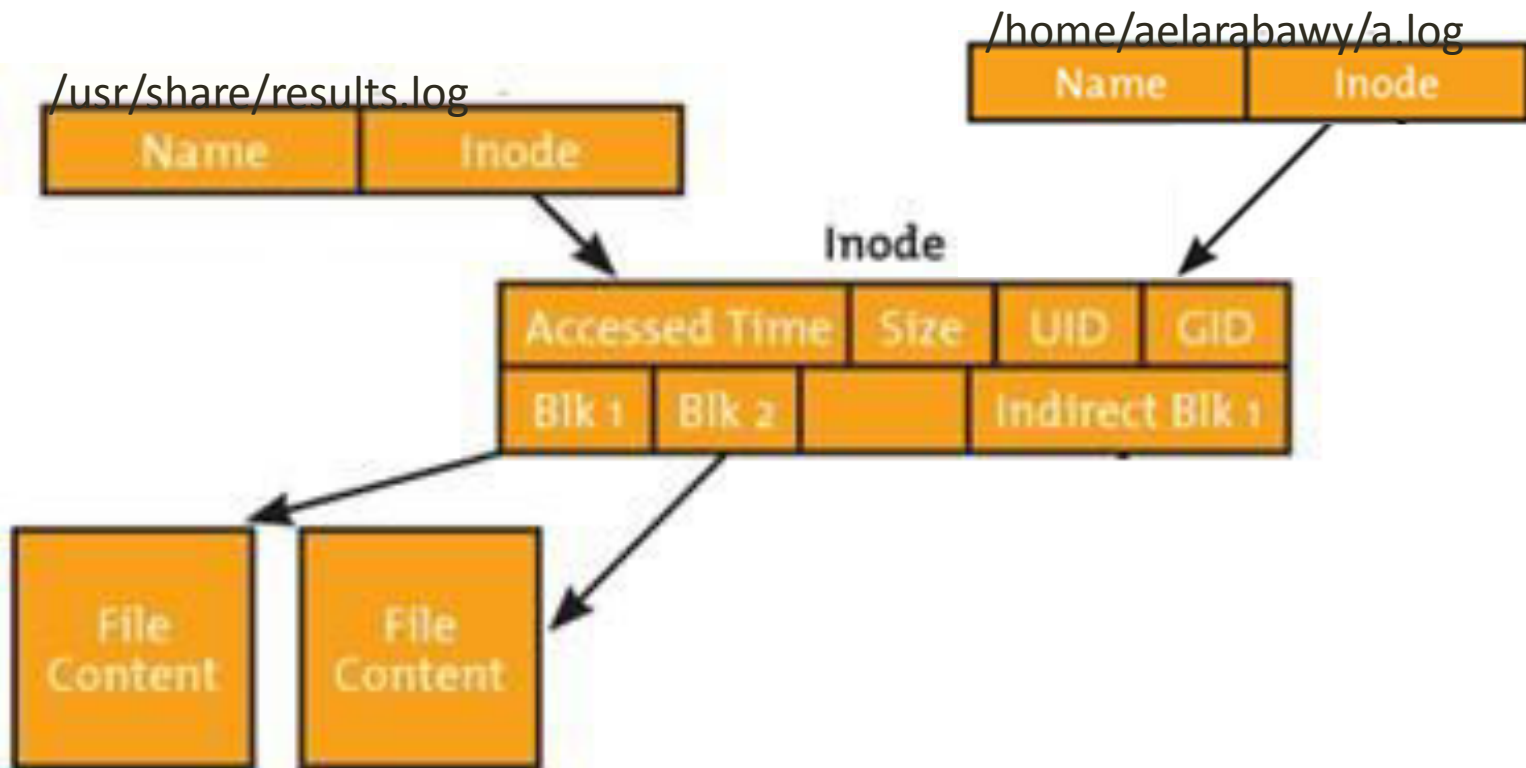 /home/aelarabawy/a.log
Name Inode
/usr/share/results.log
Name Inode
Inode
Accessed Time Size UID GID
Blk 1 Blk 2 Indirect Blk 1
File Content
File Content